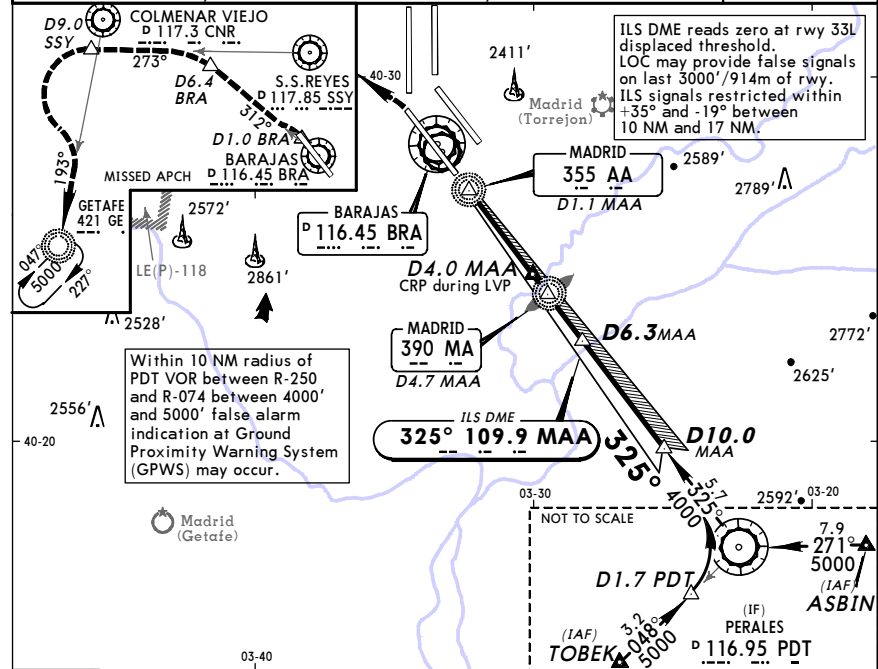 D9.0
SSY
COLMENAR VIEJO
D 117.3 CNR
273°
D6.4
BRA
S.S.REYES
D 117.85 SSY
312°
D1.0 BRA
BARAJAS
D 116.45 BRA
193°
MISSED APCH
GETAFE
421 GE
047°
5000
227°
LE(P)-118
2572'
2861'
2528'
40-30
2411'
Madrid
(Torrejon)
ILS DME reads zero at rwy 33L
displaced threshold.
LOC may provide false signals
on last 3000'/914m of rwy.
ILS signals restricted within
+35° and -19° between
10 NM and 17 NM.
MADRID
355 AA
D1.1 MAA
2589'
2789'
BARAJAS
D 116.45 BRA
D4.0 MAA
CRP during LVP
MADRID
390 MA
D4.7 MAA
D6.3 MAA
2772'
2625'
Within 10 NM radius of
PDT VOR between R-250
and R-074 between 4000'
and 5000' false alarm
indication at Ground
Proximity Warning System
(GPWS) may occur.
2556'
40-20
ILS DME
325° 109.9 MAA
325°
D10.0
MAA
5.7
325°
4000
03-30
2592'
03-20
Madrid
(Getafe)
NOT TO SCALE
7.9
271°
5000
(IAF)
ASBIN
D1.7 PDT
3.2
048°
5000
(IAF)
TOBEK
(IF)
PERALES
D 116.95 PDT
03-40